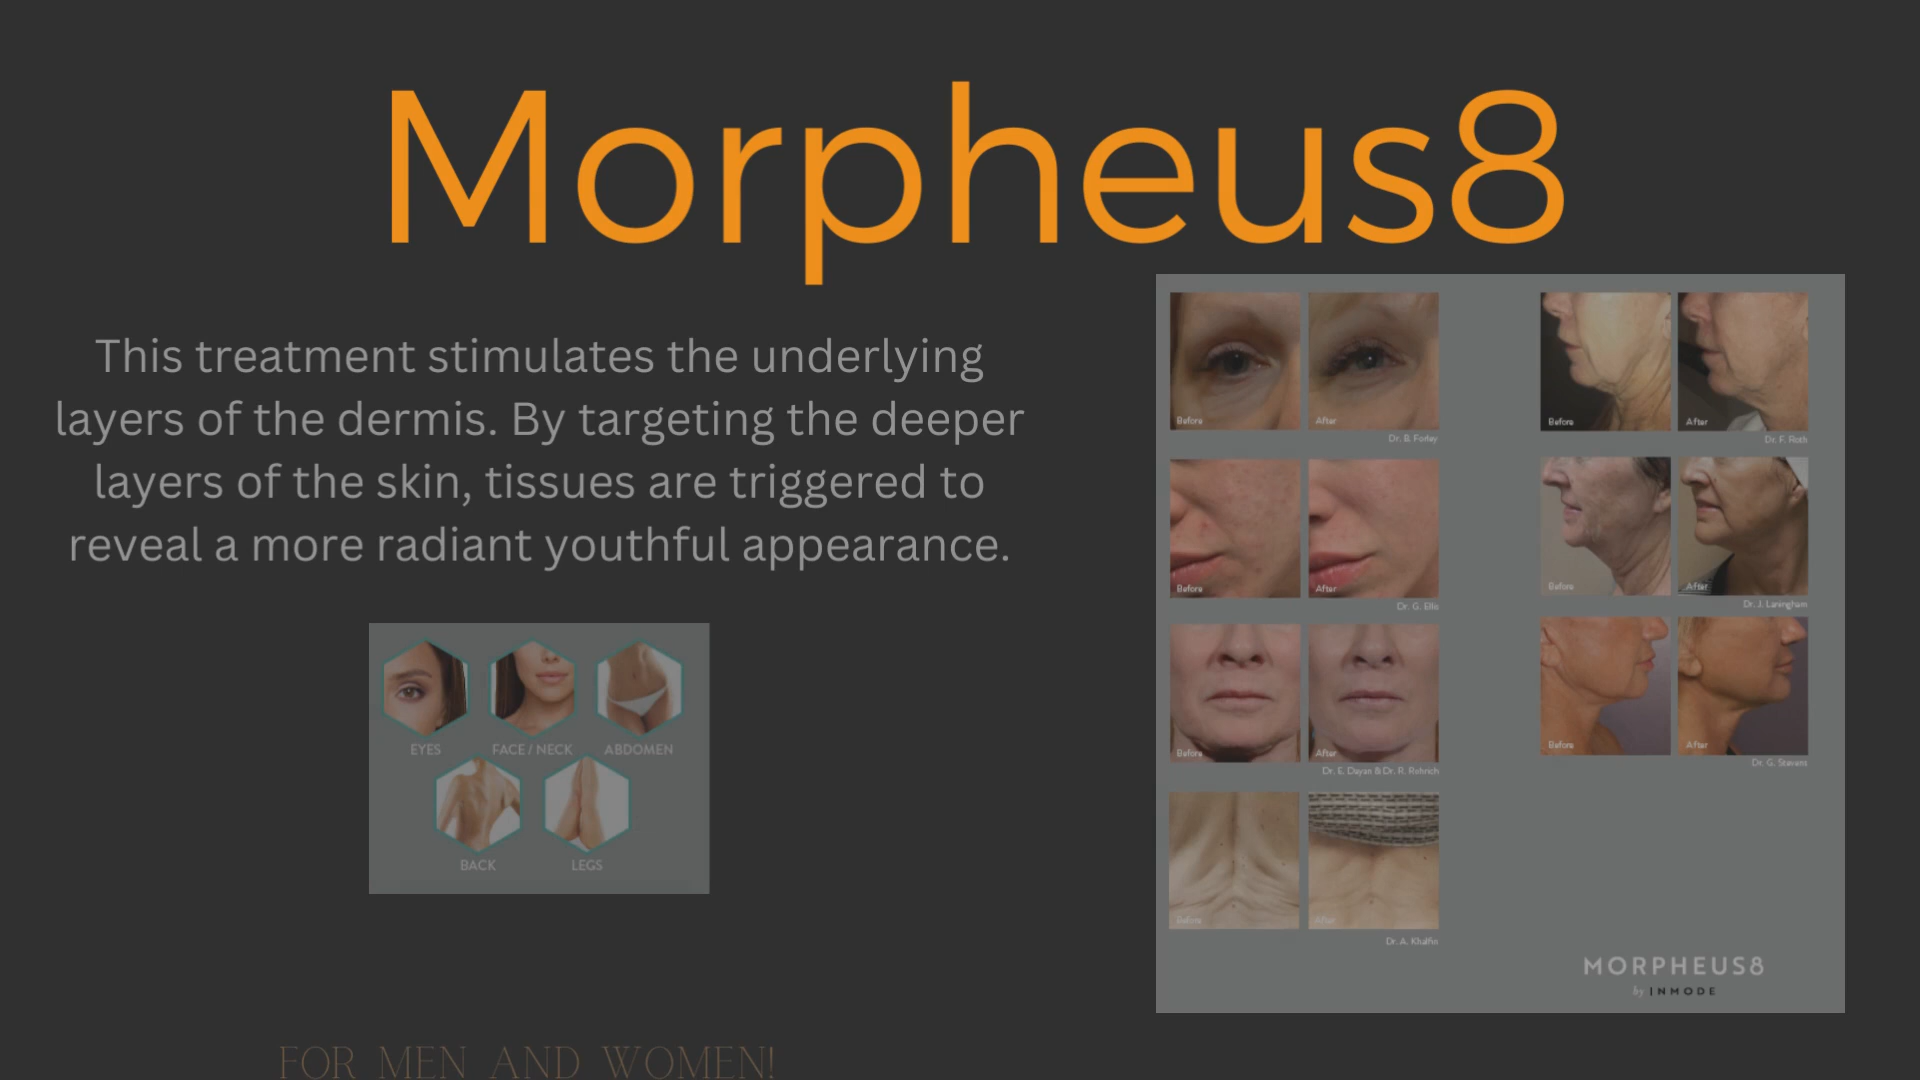 Morpheus8
This treatment stimulates the underlying
layers of the dermis. By targeting the deeper
layers of the skin, tissues are triggered to
reveal a more radiant youthful appearance.
EYES FACE / NECK ABDOMEN
BACK LEGS
FOR MEN AND WOMEN!
Before After Before After
Dr. B. Forley Dr. F. Roth
Before After Before After
Dr. G. Ello Dr. J. Laningham
Before After Before After
Dr. E. Dayan & Dr. R. Rohrich Dr. G. Stevens
Before After
Dr. A. Khalfin
MORPHEUS8
by INMODE